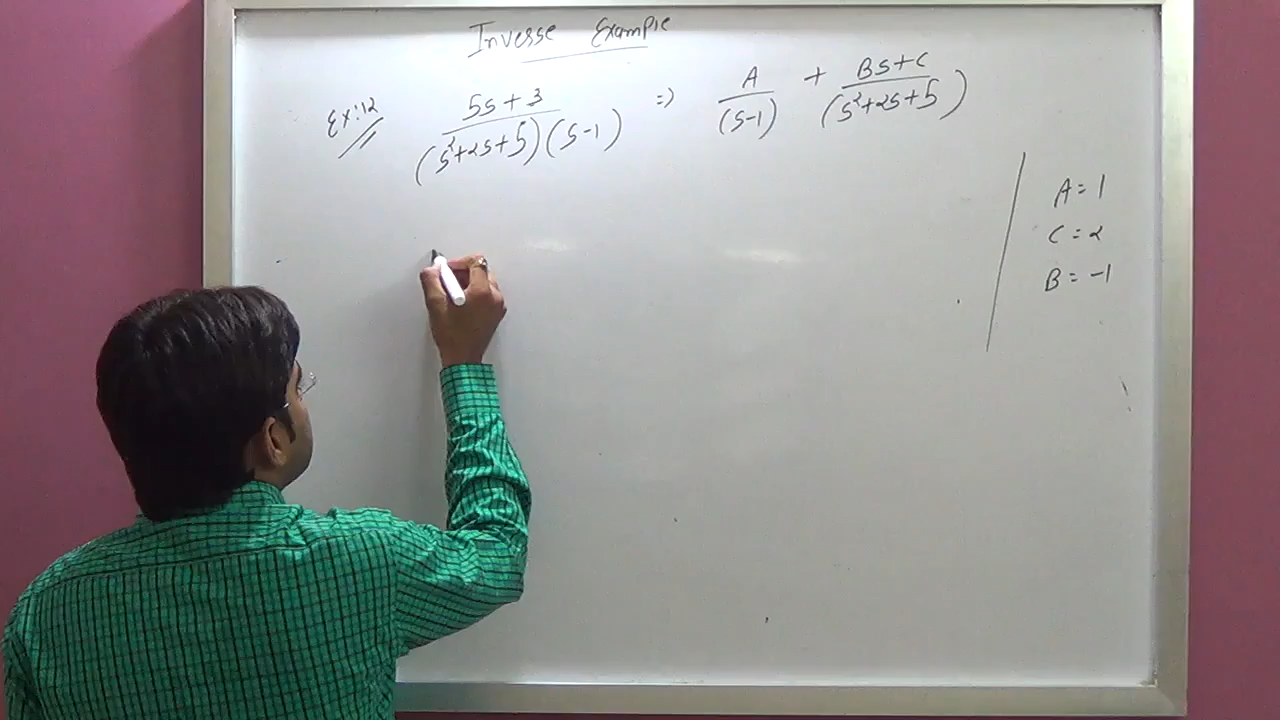 Inverse Example
Ex:12 5s+3 / (s²+2s+5)(s-1) => A / (s-1) + Bs+C / (s²+2s+5)
A = 1
C = 2
B = -1